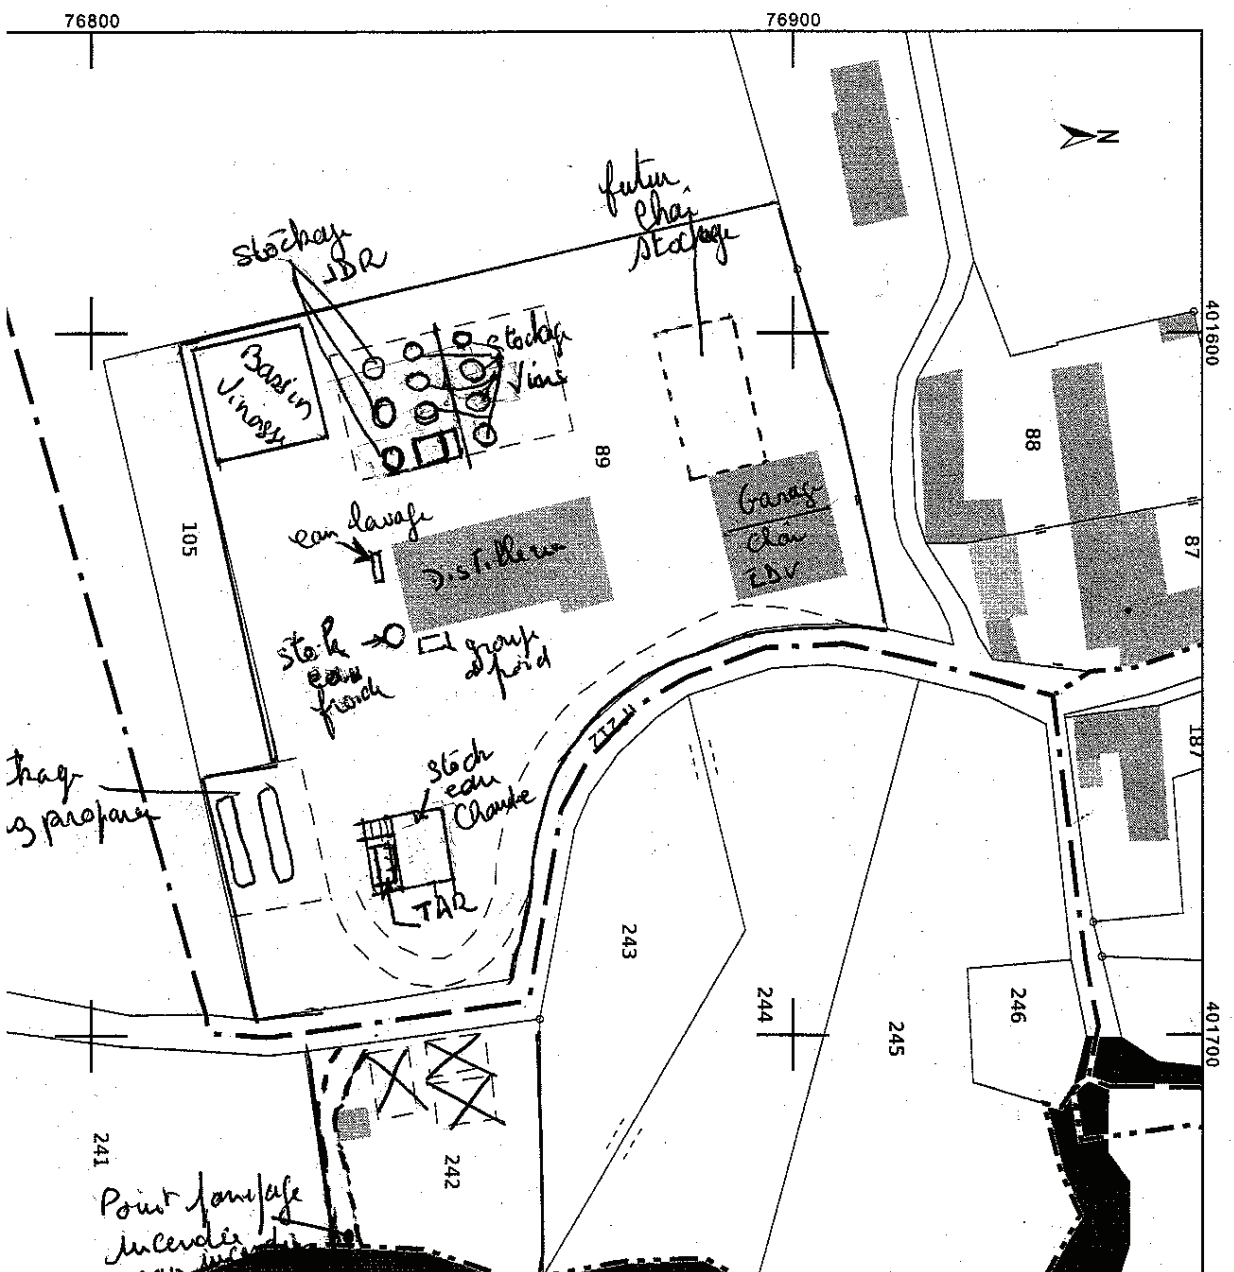 76800
76900
N
futur
Chai
Stockage
Stockage
JDR
401600
Stockage
Vins
Bassin
Vinasse
89
88
Garage
Chai
EDV
105
eau lavage
Distillerie
87
stock
eau
froide
groupe
froid
187
stock
eau
chaude
propane
TAR
243
244
245
246
401700
241
242
Point pompage
incendie